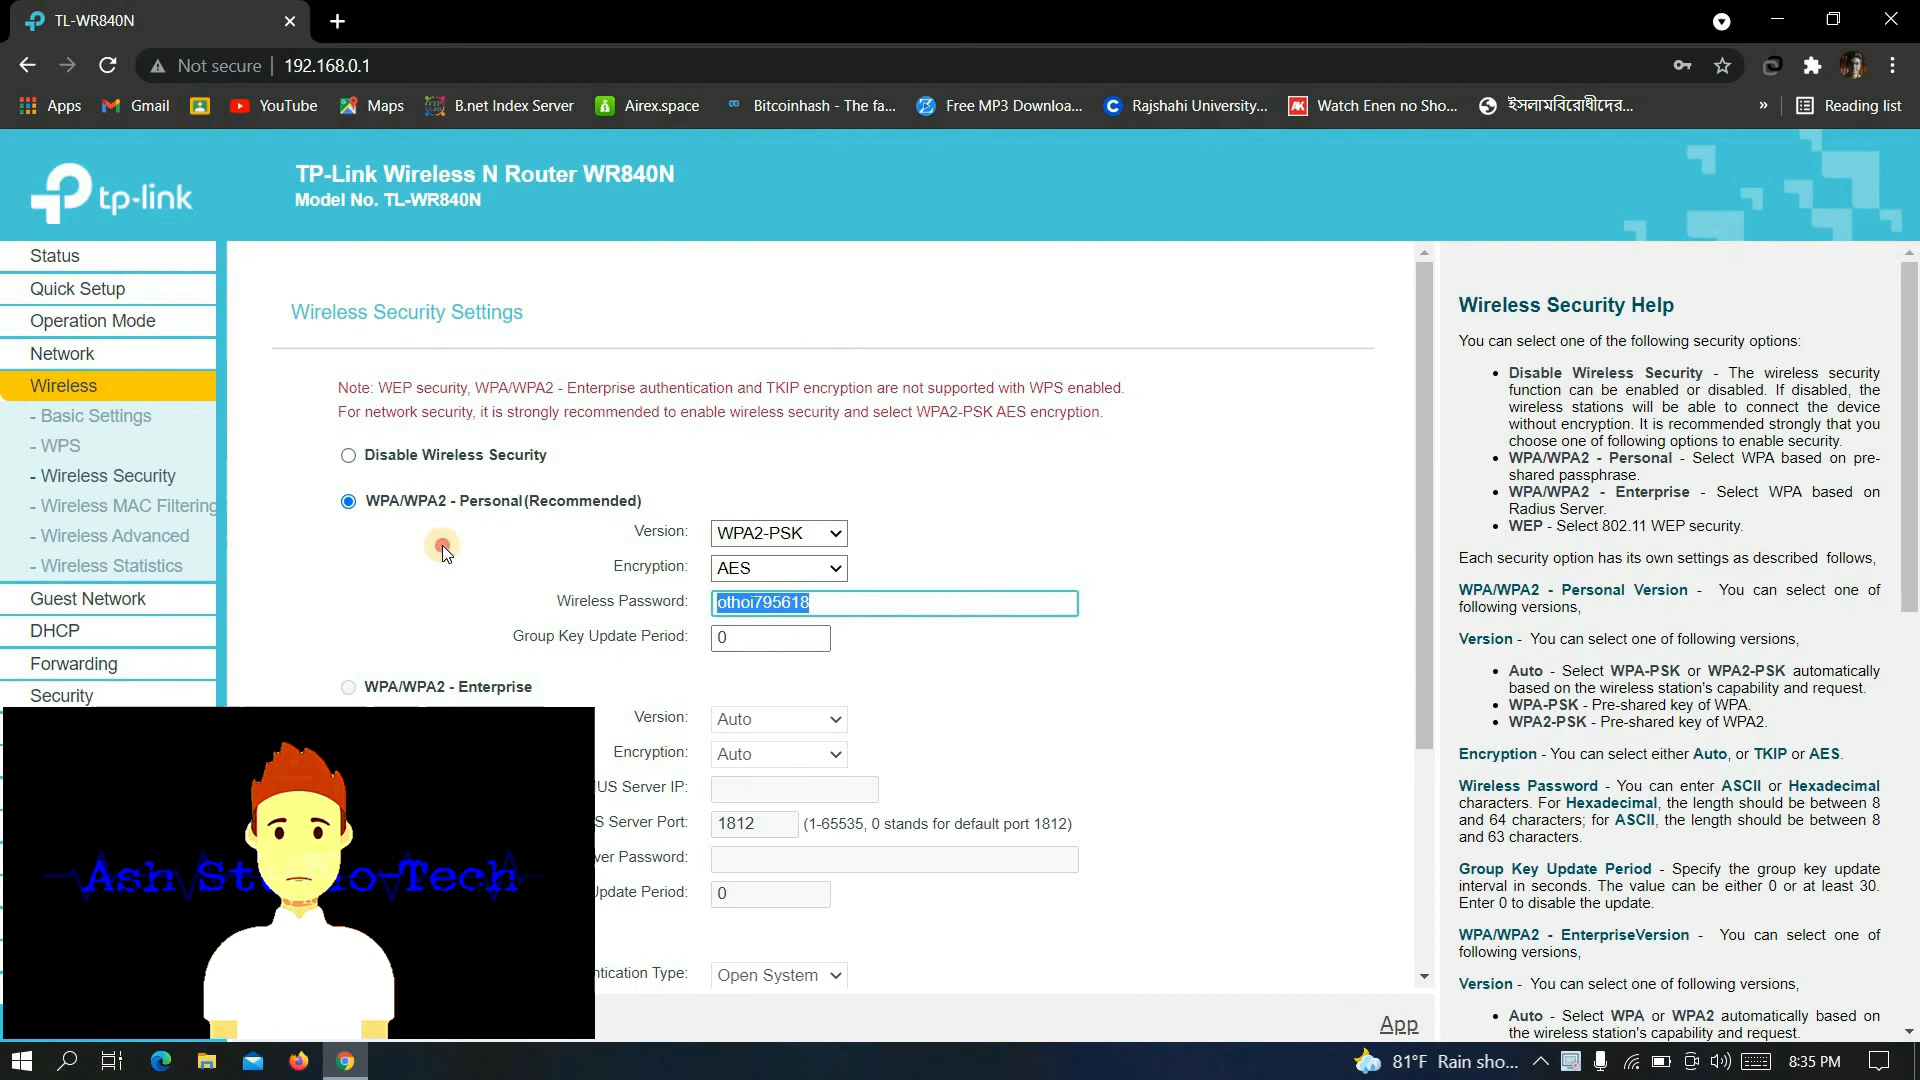 TL-WR840N
Not secure | 192.168.0.1
Apps Gmail YouTube Maps B.net Index Server Airex.space Bitcoinhash - The fa... Free MP3 Downloa... Rajshahi University... Watch Enen no Sho... ইসলামবিরোধীদের... » Reading list
tp-link
TP-Link Wireless N Router WR840N
Model No. TL-WR840N
Status
Quick Setup
Operation Mode
Network
Wireless
- Basic Settings
- WPS
- Wireless Security
- Wireless MAC Filtering
- Wireless Advanced
- Wireless Statistics
Guest Network
DHCP
Forwarding
Security
Wireless Security Settings
Note: WEP security, WPA/WPA2 - Enterprise authentication and TKIP encryption are not supported with WPS enabled.
For network security, it is strongly recommended to enable wireless security and select WPA2-PSK AES encryption.
Disable Wireless Security
WPA/WPA2 - Personal(Recommended)
Version: WPA2-PSK
Encryption: AES
Wireless Password: othoi795618
Group Key Update Period: 0
WPA/WPA2 - Enterprise
Version: Auto
Encryption: Auto
US Server IP:
S Server Port: 1812 (1-65535, 0 stands for default port 1812)
ver Password:
Update Period: 0
ntication Type: Open System
App
Wireless Security Help
You can select one of the following security options:
• Disable Wireless Security - The wireless security
function can be enabled or disabled. If disabled, the
wireless stations will be able to connect the device
without encryption. It is recommended strongly that you
choose one of following options to enable security.
• WPA/WPA2 - Personal - Select WPA based on pre-
shared passphrase.
• WPA/WPA2 - Enterprise - Select WPA based on
Radius Server.
• WEP - Select 802.11 WEP security.
Each security option has its own settings as described follows,
WPA/WPA2 - Personal Version - You can select one of
following versions,
Version - You can select one of following versions,
• Auto - Select WPA-PSK or WPA2-PSK automatically
based on the wireless station's capability and request.
• WPA-PSK - Pre-shared key of WPA.
• WPA2-PSK - Pre-shared key of WPA2.
Encryption - You can select either Auto, or TKIP or AES.
Wireless Password - You can enter ASCII or Hexadecimal
characters. For Hexadecimal, the length should be between 8
and 64 characters; for ASCII, the length should be between 8
and 63 characters.
Group Key Update Period - Specify the group key update
interval in seconds. The value can be either 0 or at least 30.
Enter 0 to disable the update.
WPA/WPA2 - EnterpriseVersion - You can select one of
following versions,
Version - You can select one of following versions,
• Auto - Select WPA or WPA2 automatically based on
the wireless station's capability and request.
81°F Rain sho... 8:35 PM